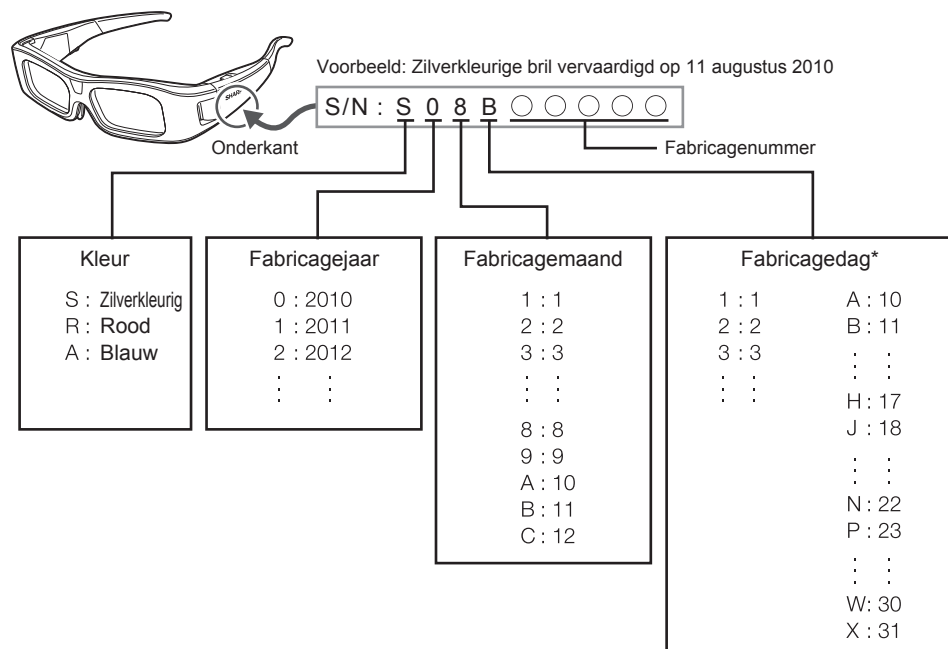 Voorbeeld: Zilverkleurige bril vervaardigd op 11 augustus 2010
SHARP
S/N : S 0 8 B ○ ○ ○ ○ ○
Onderkant
Fabricagenummer
Kleur
S : Zilverkleurig
R : Rood
A : Blauw
Fabricagejaar
0 : 2010
1 : 2011
2 : 2012
Fabricagemaand
1 : 1
2 : 2
3 : 3
8 : 8
9 : 9
A : 10
B : 11
C : 12
Fabricagedag*
1 : 1
2 : 2
3 : 3
A : 10
B : 11
H : 17
J : 18
N : 22
P : 23
W : 30
X : 31